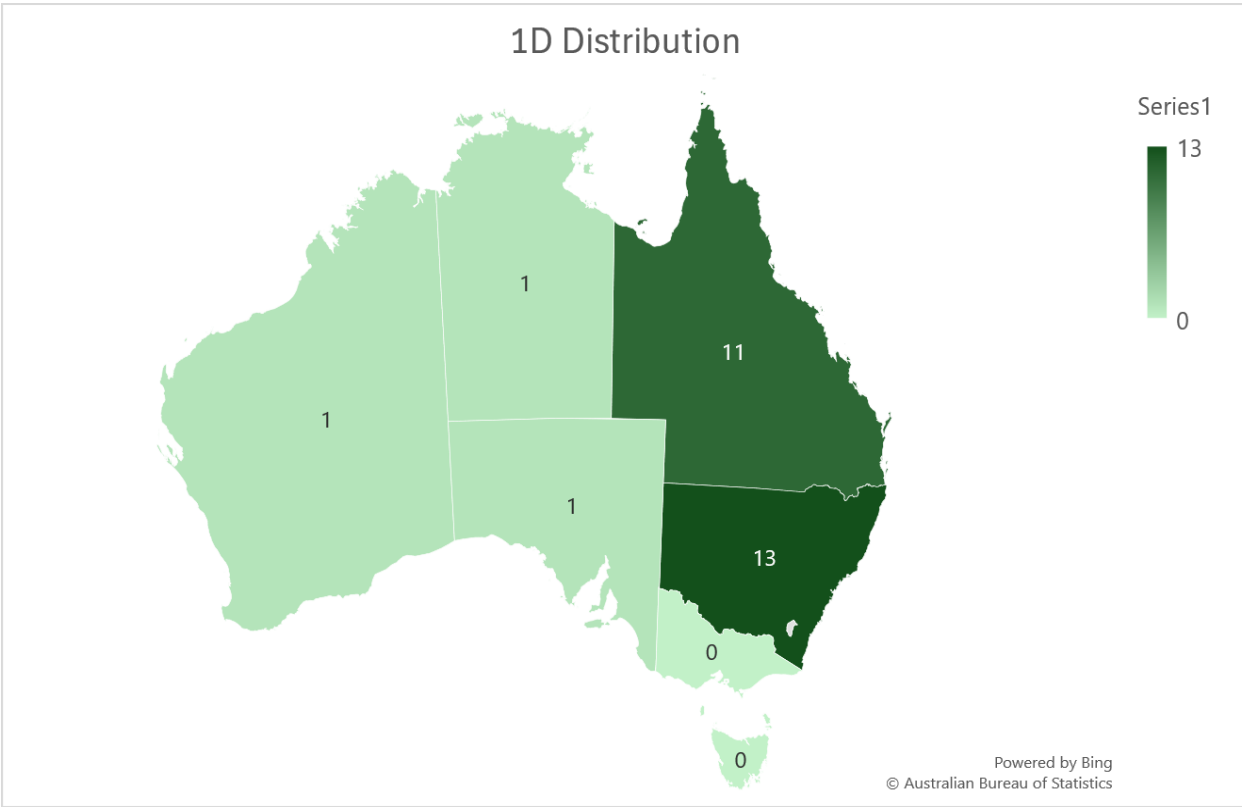 1D Distribution
Series1
13
0
1
11
1
1
13
0
0
Powered by Bing
© Australian Bureau of Statistics